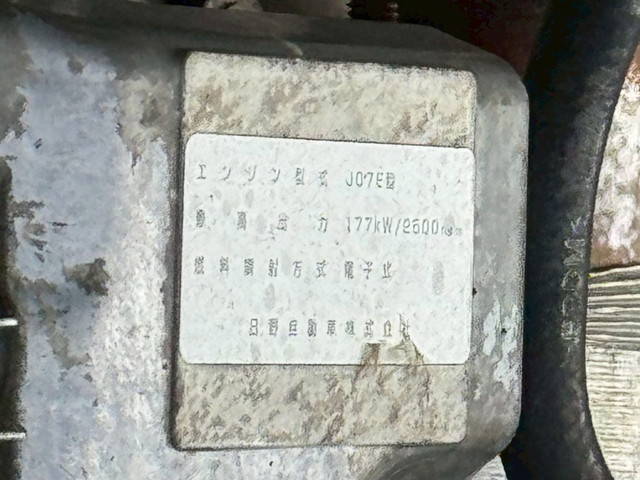 エンジン型式 J07E型
最高出力 177kW/2500rpm
燃料噴射方式 電子式
日野自動車株式会社